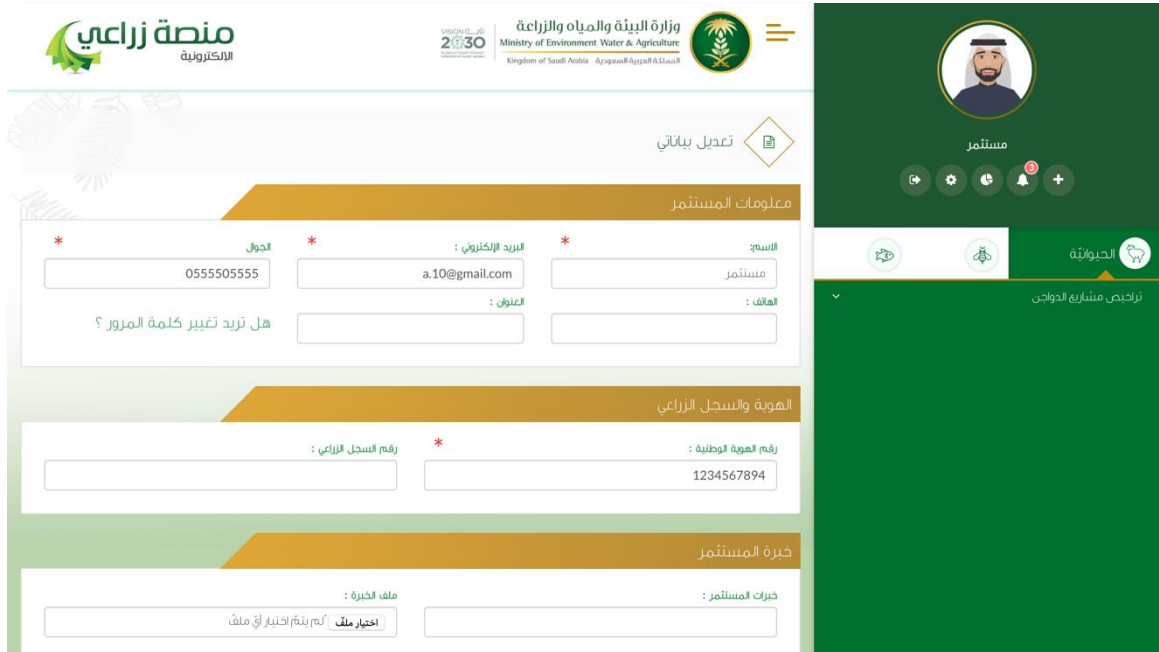 وزارة البيئة والمياه والزراعة
Ministry of Environment Water & Agriculture
Kingdom of Saudi Arabia المملكة العربية السعودية
VISION رؤية
2030
منصة زراعي
الإلكترونية
مستثمر
3
الحيوانيّة
تراخيص مشاريع الدواجن
تعديل بياناتي
معلومات المستثمر
الاسم: *
البريد الإلكتروني : *
الجوال *
مستثمر
a.10@gmail.com
0555505555
الهاتف :
العنوان :
هل تريد تغيير كلمة المرور ؟
الهوية والسجل الزراعي
رقم الهوية الوطنية : *
رقم السجل الزراعي :
1234567894
خبرة المستثمر
خبرات المستثمر :
ملف الخبرة :
اختيار ملف لم يتمّ اختيار أيّ ملف